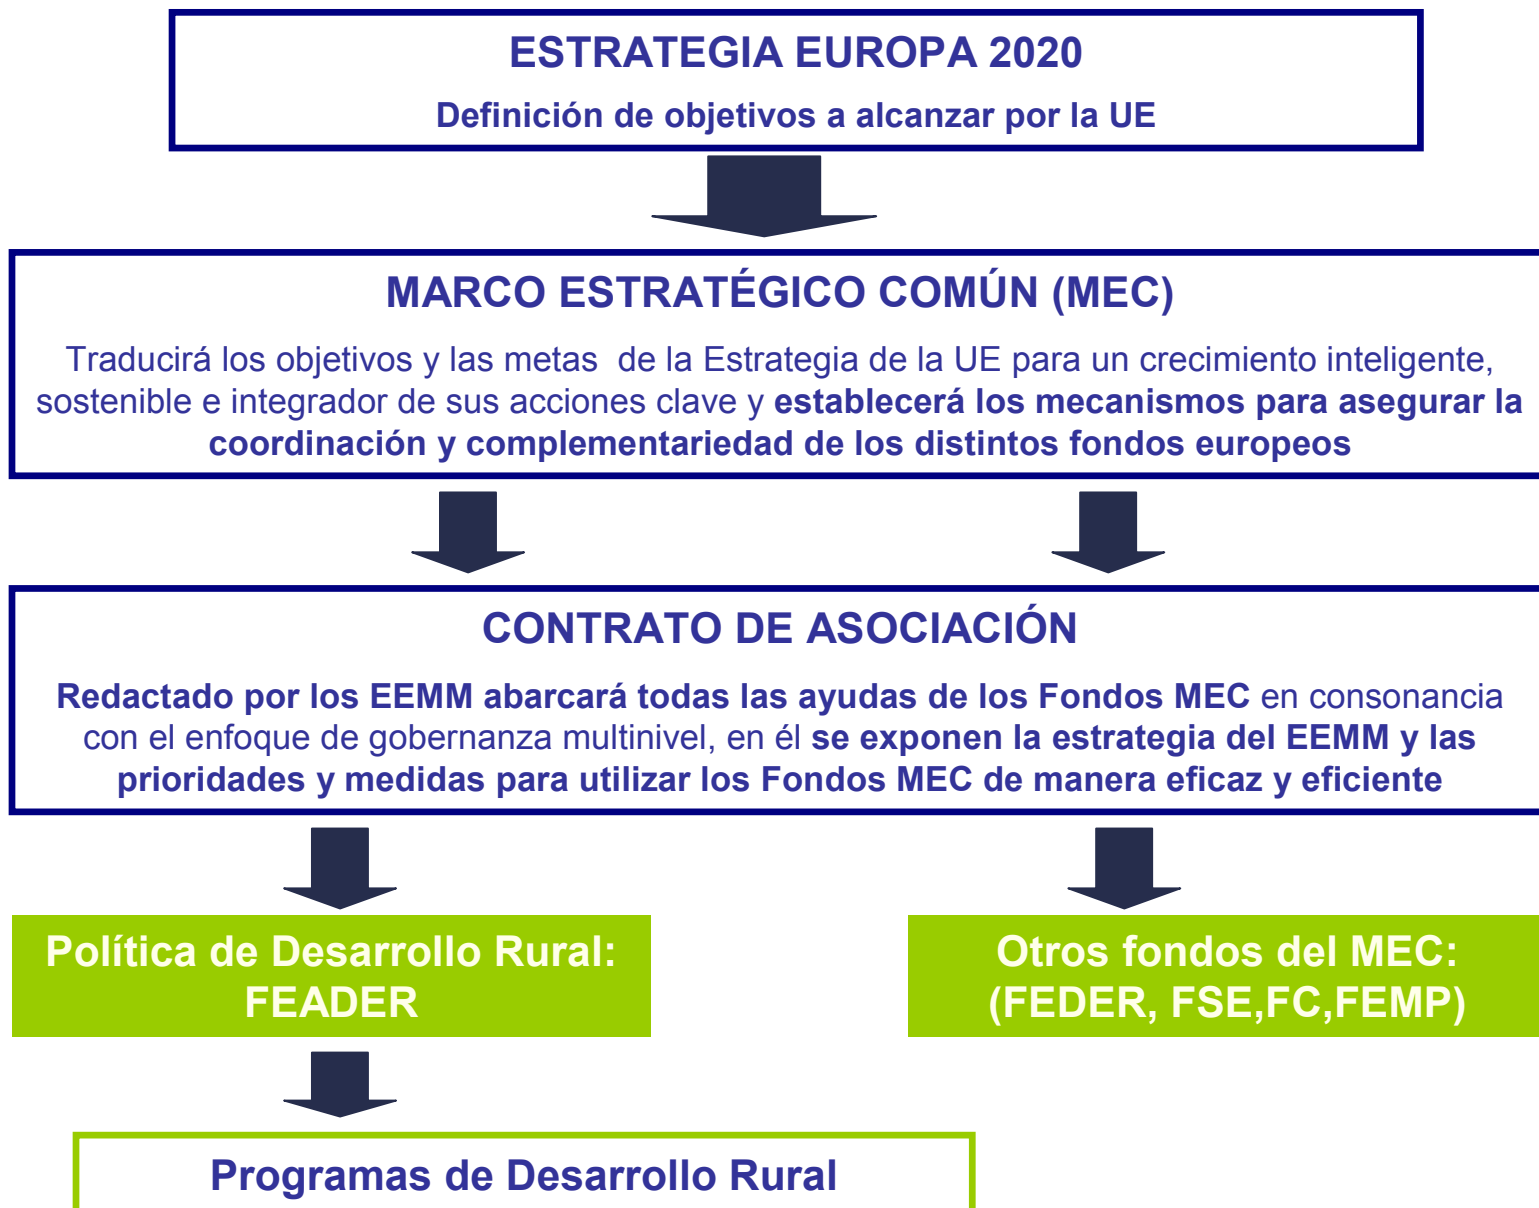 ESTRATEGIA EUROPA 2020
Definición de objetivos a alcanzar por la UE
MARCO ESTRATÉGICO COMÚN (MEC)
Traducirá los objetivos y las metas de la Estrategia de la UE para un crecimiento inteligente,
sostenible e integrador de sus acciones clave y establecerá los mecanismos para asegurar la
coordinación y complementariedad de los distintos fondos europeos
CONTRATO DE ASOCIACIÓN
Redactado por los EEMM abarcará todas las ayudas de los Fondos MEC en consonancia
con el enfoque de gobernanza multinivel, en él se exponen la estrategia del EEMM y las
prioridades y medidas para utilizar los Fondos MEC de manera eficaz y eficiente
Política de Desarrollo Rural:
FEADER
Otros fondos del MEC:
(FEDER, FSE,FC,FEMP)
Programas de Desarrollo Rural